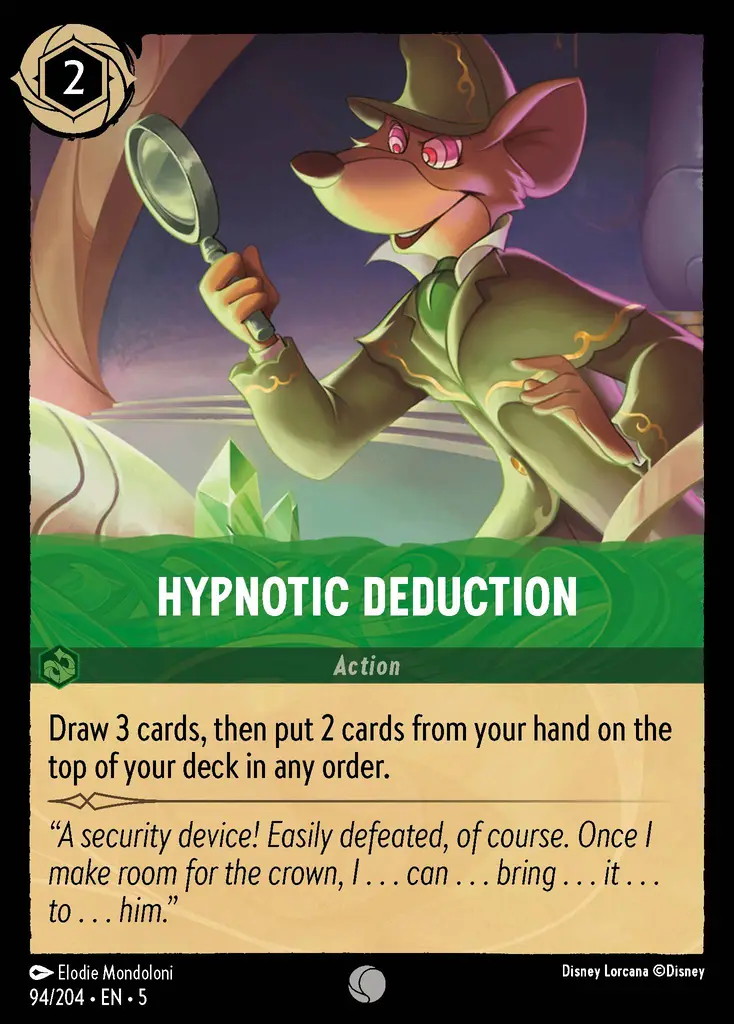 2
HYPNOTIC DEDUCTION
Action
Draw 3 cards, then put 2 cards from your hand on the
top of your deck in any order.
“A security device! Easily defeated, of course. Once I
make room for the crown, I . . . can . . . bring . . . it . . .
to . . . him.”
Elodie Mondoloni
Disney Lorcana ©Disney
94/204 • EN • 5